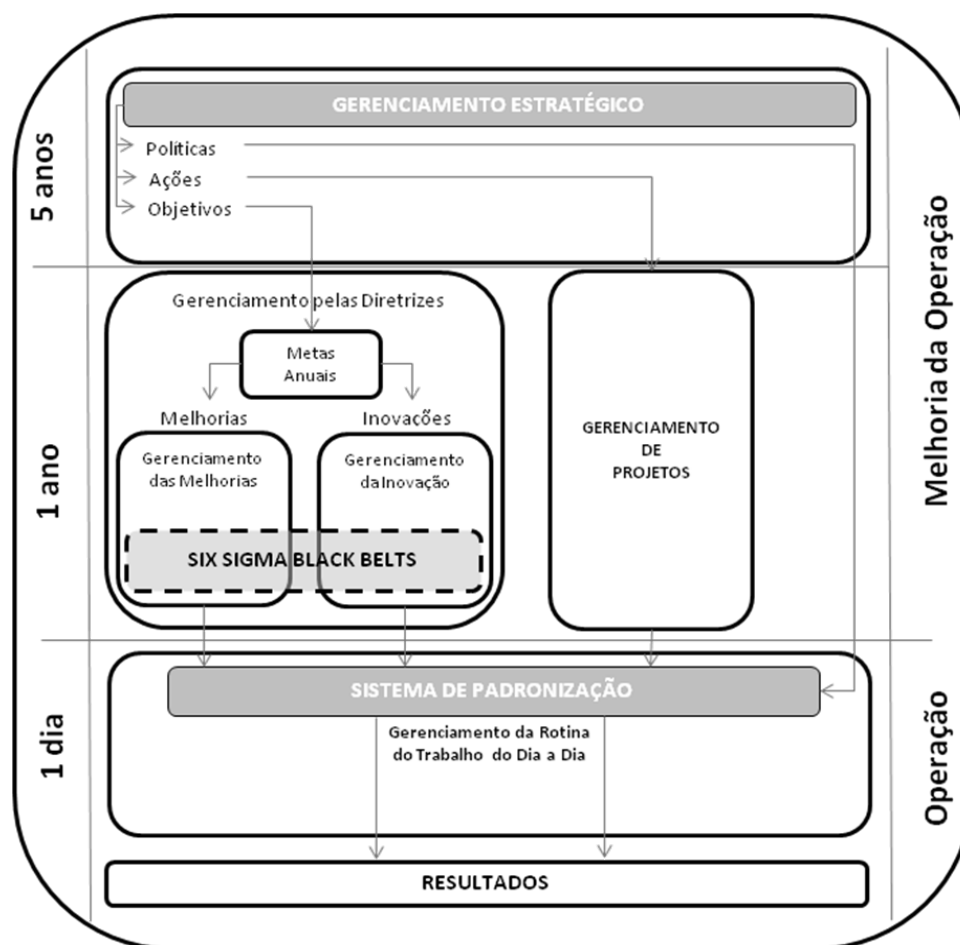 5 anos
GERENCIAMENTO ESTRATÉGICO
Políticas
Ações
Objetivos
Melhoria da Operação
1 ano
Gerenciamento pelas Diretrizes
Metas
Anuais
Melhorias
Inovações
Gerenciamento
das Melhorias
Gerenciamento
da Inovação
SIX SIGMA BLACK BELTS
GERENCIAMENTO
DE
PROJETOS
1 dia
SISTEMA DE PADRONIZAÇÃO
Gerenciamento da Rotina
do Trabalho do Dia a Dia
Operação
RESULTADOS